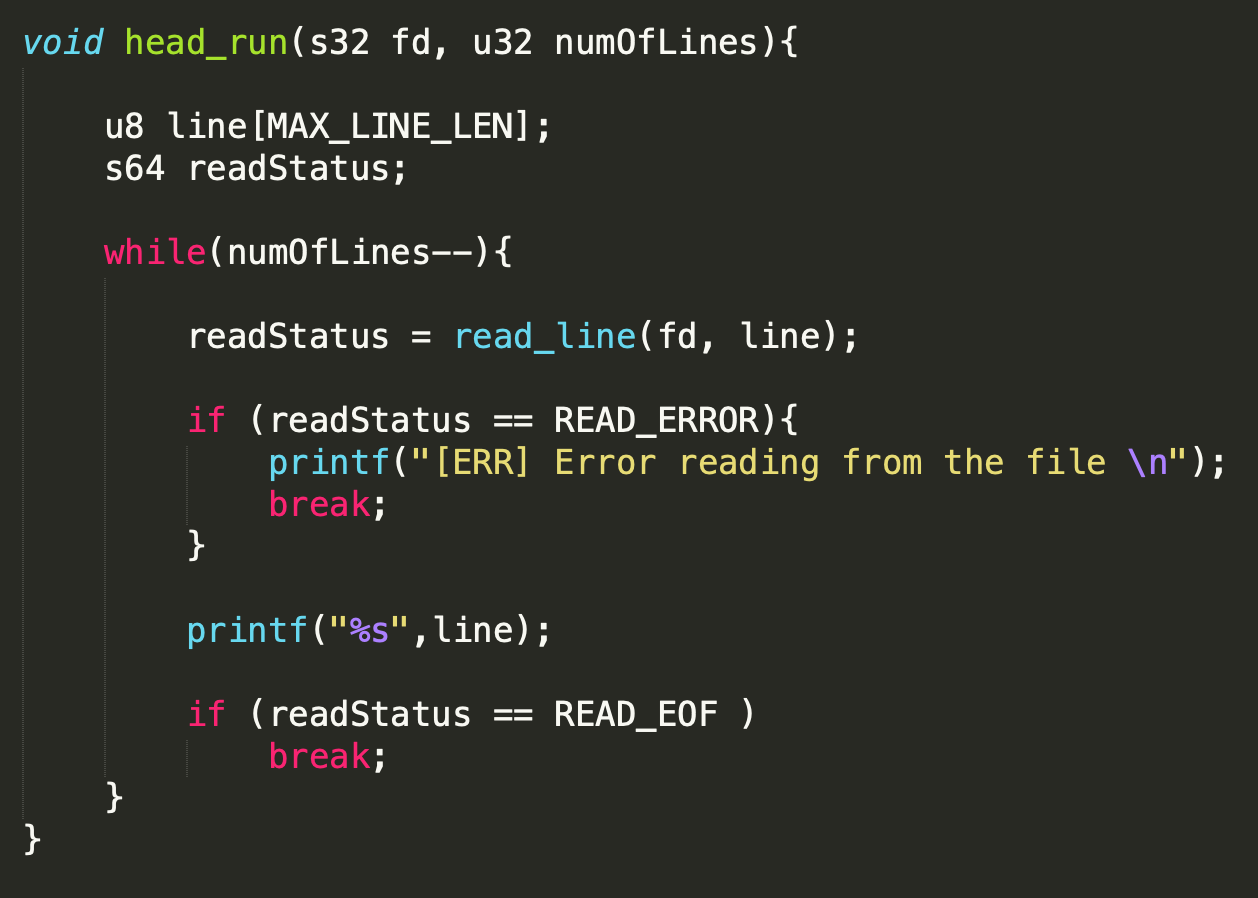 void head_run(s32 fd, u32 numOfLines){
u8 line[MAX_LINE_LEN];
s64 readStatus;
while(numOfLines--){
readStatus = read_line(fd, line);
if (readStatus == READ_ERROR){
printf("[ERR] Error reading from the file \n");
break;
}
printf("%s",line);
if (readStatus == READ_EOF )
break;
}
}